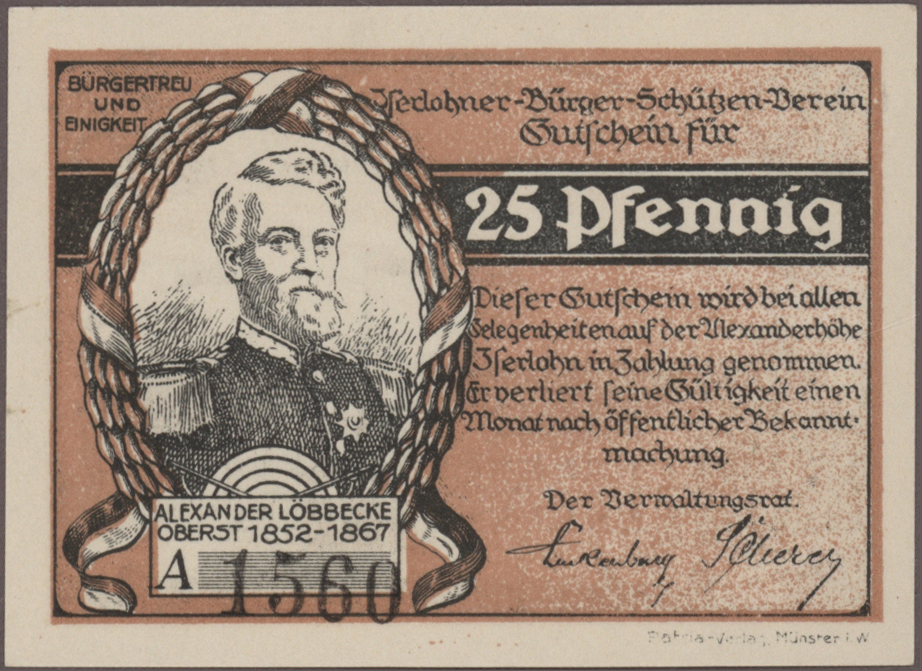 BÜRGERTREU
UND
EINIGKEIT
Iserlohner-Bürger-Schützen-Verein
Gutschein für
25 Pfennig
Dieser Gutschein wird bei allen
Gelegenheiten auf der Alexanderhöhe
Iserlohn in Zahlung genommen.
Er verliert seine Gültigkeit einen
Monat nach öffentlicher Bekannt-
machung.
Der Verwaltungsrat.
ALEXANDER LÖBBECKE
OBERST 1852-1867
A 1560
Patria-Verlag, Münster i.W